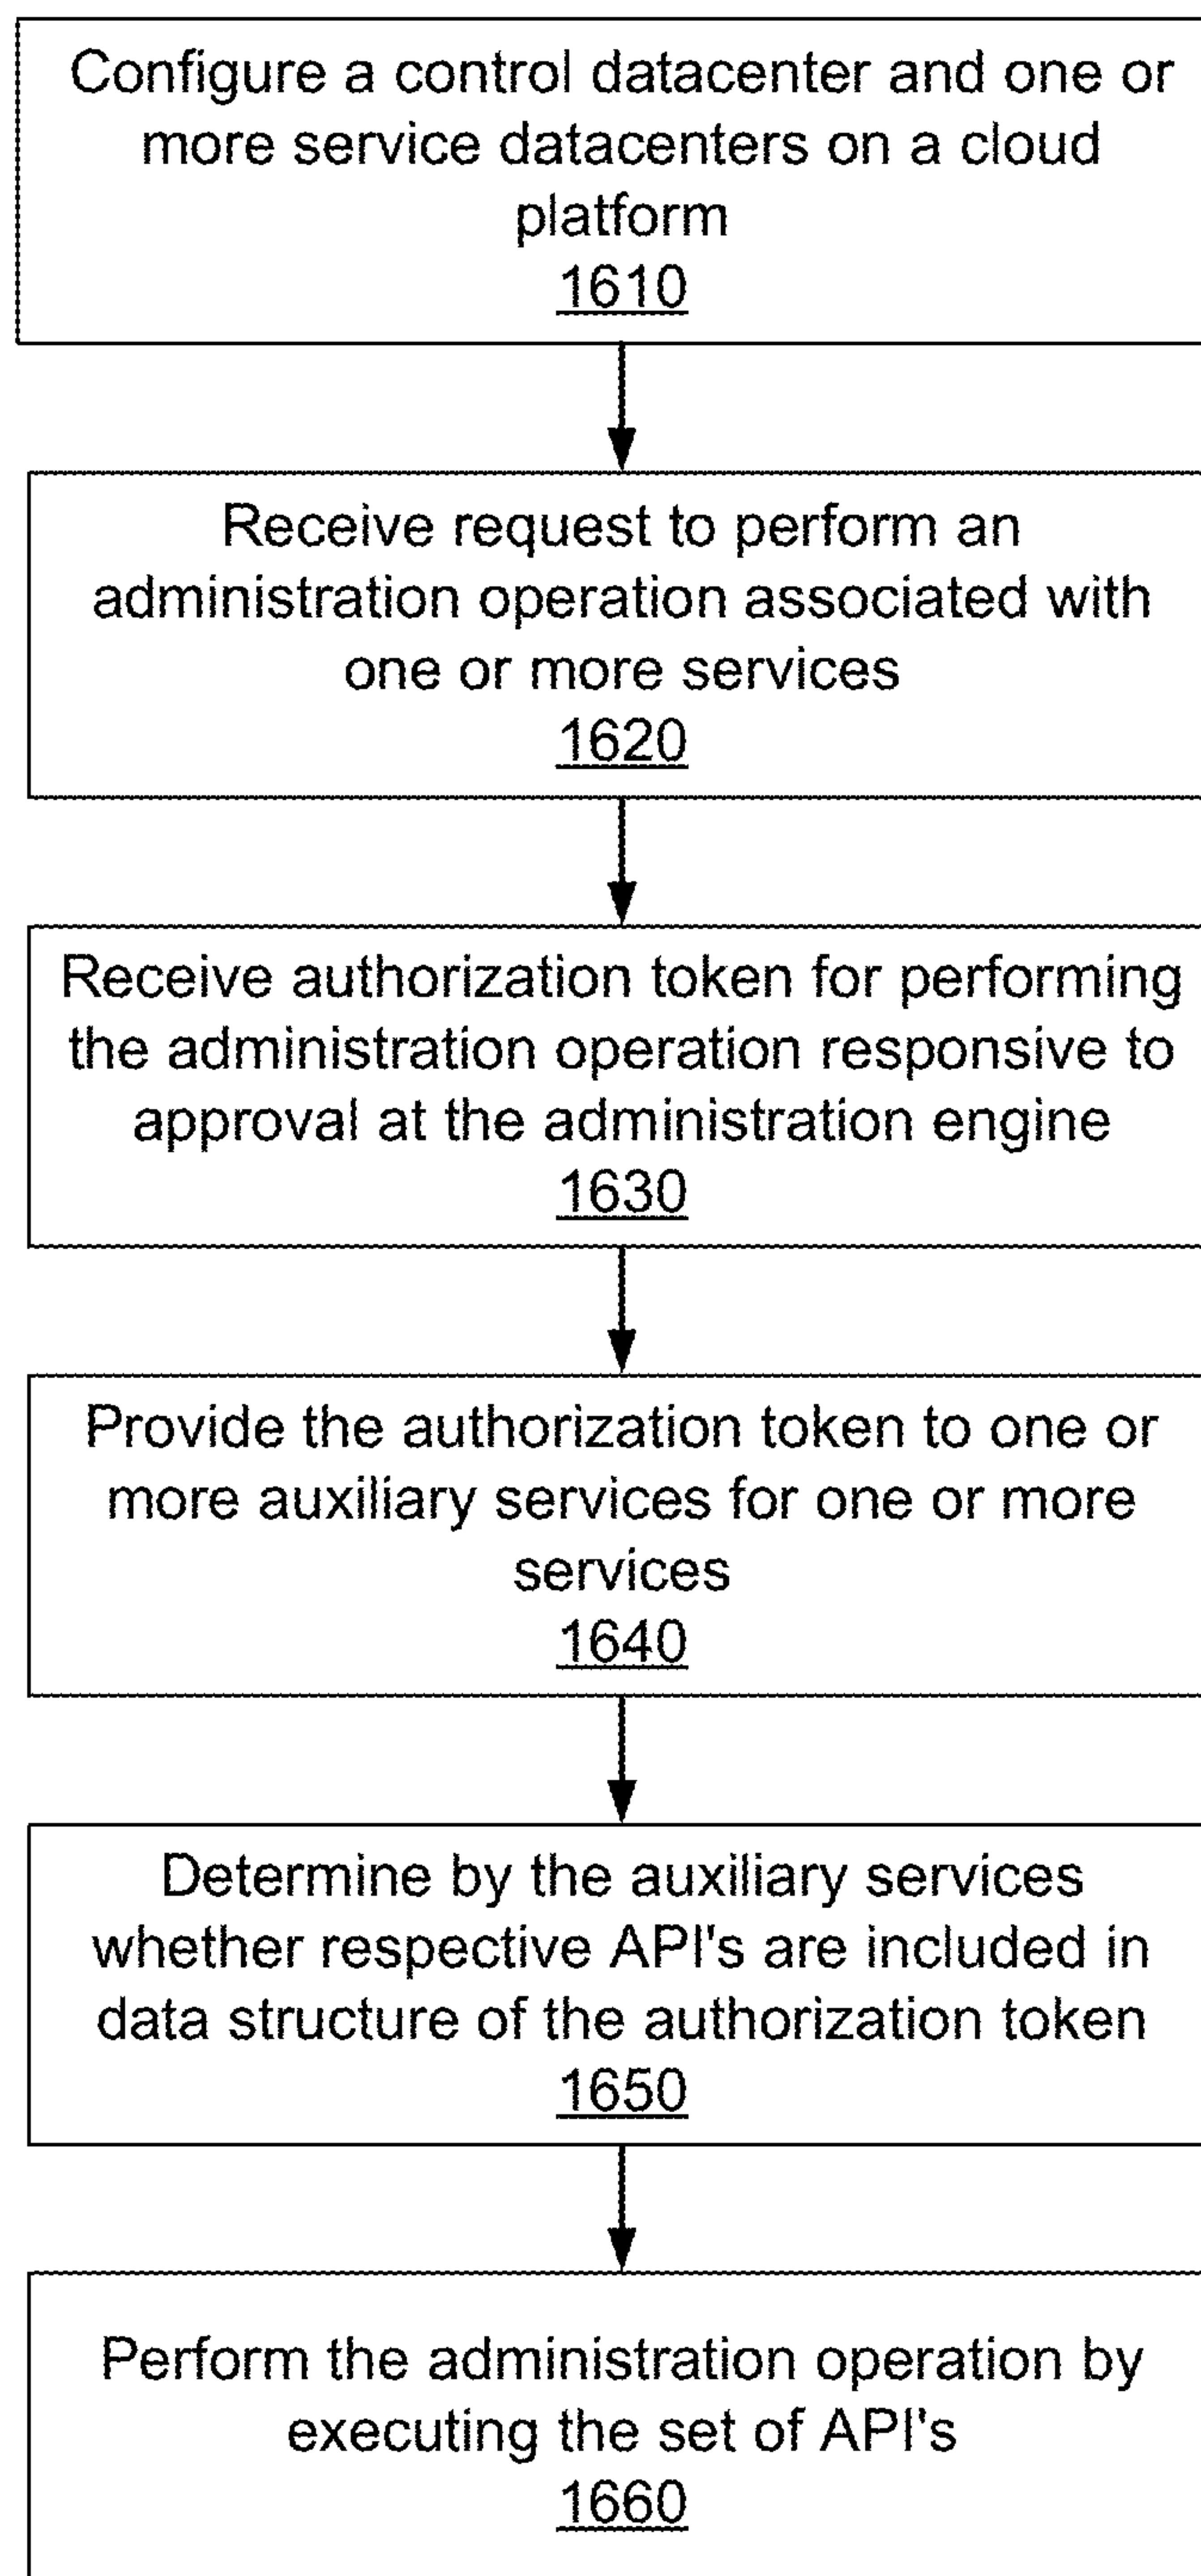 Configure a control datacenter and one or
more service datacenters on a cloud
platform
1610
Receive request to perform an
administration operation associated with
one or more services
1620
Receive authorization token for performing
the administration operation responsive to
approval at the administration engine
1630
Provide the authorization token to one or
more auxiliary services for one or more
services
1640
Determine by the auxiliary services
whether respective API's are included in
data structure of the authorization token
1650
Perform the administration operation by
executing the set of API's
1660